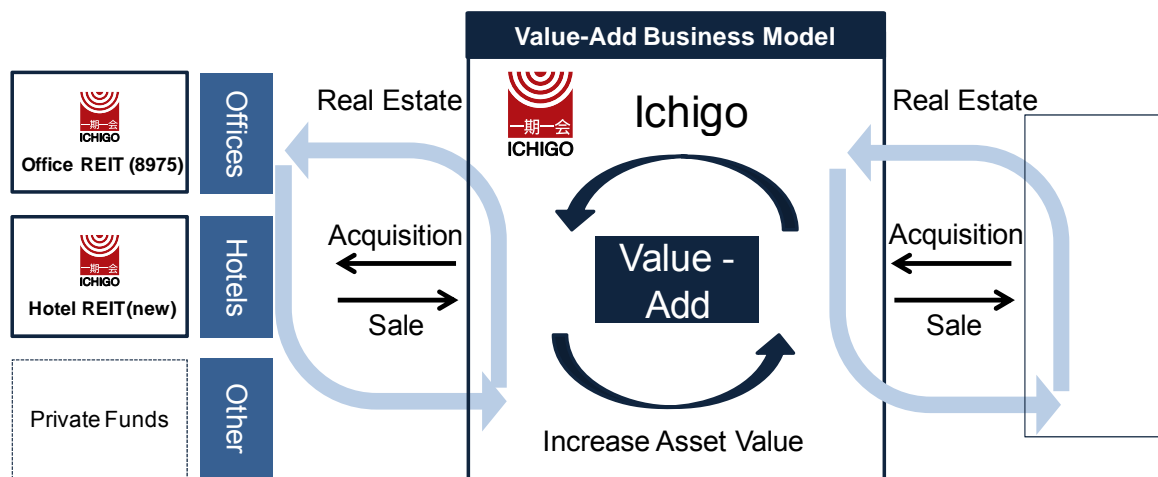 Value-Add Business Model
一期一会
ICHIGO
Office REIT (8975)
Offices
一期一会
ICHIGO
Hotel REIT(new)
Hotels
Private Funds
Other
Real Estate
Acquisition
Sale
一期一会
ICHIGO
Ichigo
Value -
Add
Increase Asset Value
Real Estate
Acquisition
Sale